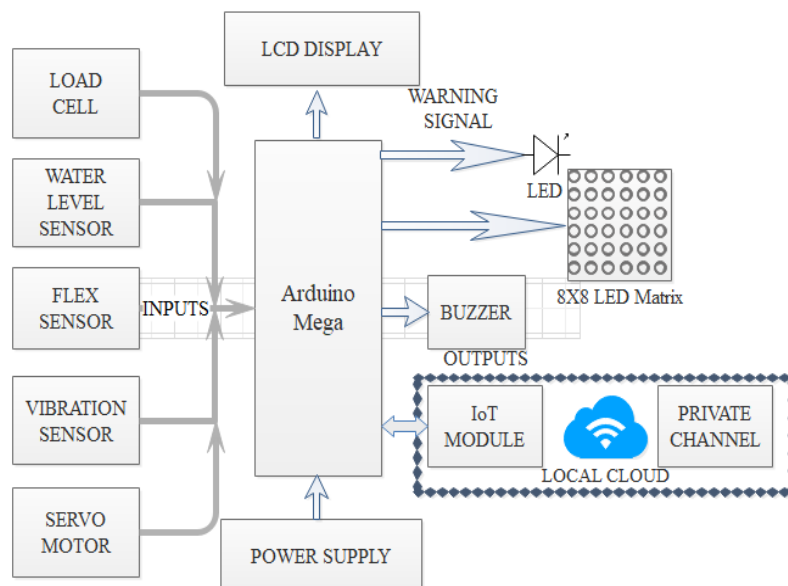 LCD DISPLAY
LOAD
CELL
WARNING
SIGNAL
LED
WATER
LEVEL
SENSOR
FLEX
SENSOR
INPUTS
Arduino
Mega
8X8 LED Matrix
BUZZER
OUTPUTS
VIBRATION
SENSOR
IoT
MODULE
PRIVATE
CHANNEL
LOCAL CLOUD
SERVO
MOTOR
POWER SUPPLY